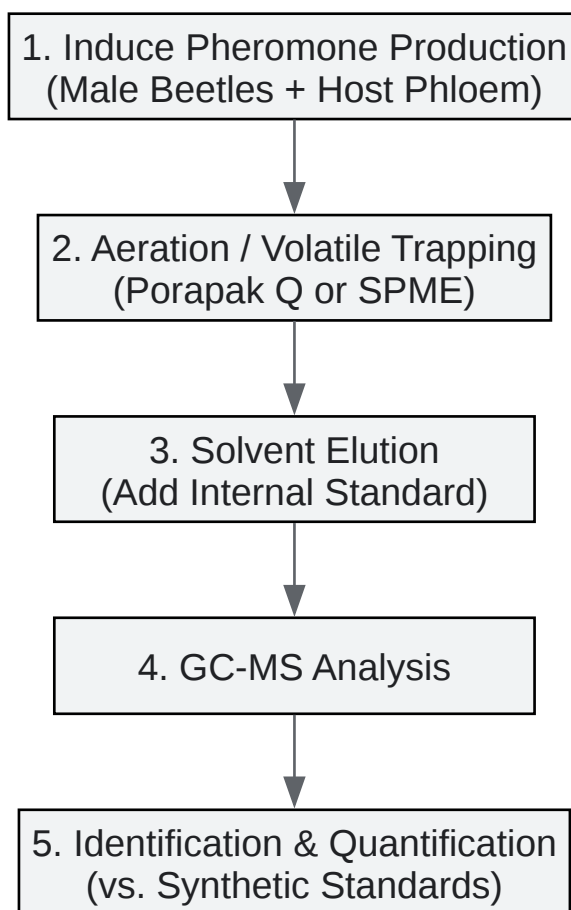 1. Induce Pheromone Production
(Male Beetles + Host Phloem)
2. Aeration / Volatile Trapping
(Porapak Q or SPME)
3. Solvent Elution
(Add Internal Standard)
4. GC-MS Analysis
5. Identification & Quantification
(vs. Synthetic Standards)